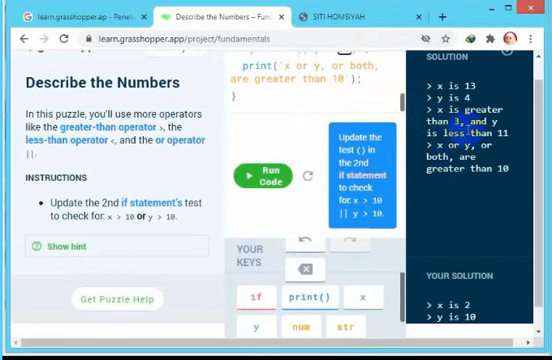 learn.grasshopper.ap - Penel
Describe the Numbers – Fun
SITI HOMSIYAH
learn.grasshopper.app/project/fundamentals
Describe the Numbers
In this puzzle, you'll use more operators
like the greater-than operator >, the
less-than operator <, and the or operator
||.
INSTRUCTIONS
Update the 2nd if statement's test
to check for: x > 10 or y > 10.
Show hint
Get Puzzle Help
print('x or y, or both,
are greater than 10');
}
Run
Code
Update the
test () in
the 2nd
if statement
to check
for: x > 10
|| y > 10.
YOUR
KEYS
if
print()
x
y
num
str
SOLUTION
> x is 13
> y is 4
> x is greater
than 3, and y
is less than 11
> x or y, or
both, are
greater than 10
YOUR SOLUTION
> x is 2
> y is 10